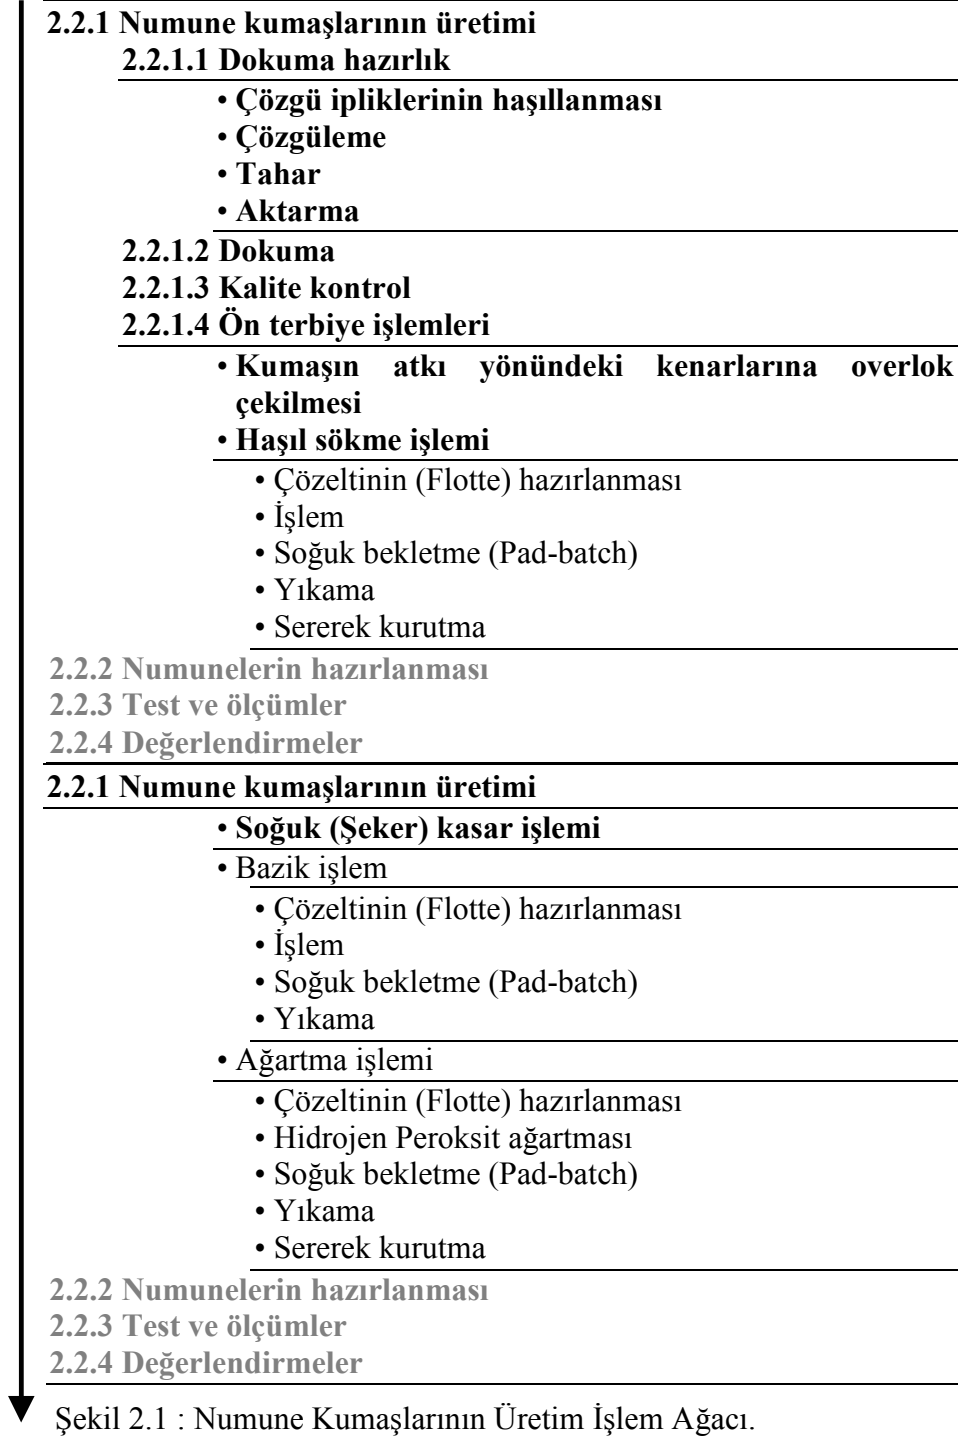 2.2.1 Numune kumaşlarının üretimi
2.2.1.1 Dokuma hazırlık
• Çözgü ipliklerinin haşıllanması
• Çözgüleme
• Tahar
• Aktarma
2.2.1.2 Dokuma
2.2.1.3 Kalite kontrol
2.2.1.4 Ön terbiye işlemleri
• Kumaşın atkı yönündeki kenarlarına overlok
çekilmesi
• Haşıl sökme işlemi
• Çözeltinin (Flotte) hazırlanması
• İşlem
• Soğuk bekletme (Pad-batch)
• Yıkama
• Sererek kurutma
2.2.2 Numunelerin hazırlanması
2.2.3 Test ve ölçümler
2.2.4 Değerlendirmeler
2.2.1 Numune kumaşlarının üretimi
• Soğuk (Şeker) kasar işlemi
• Bazik işlem
• Çözeltinin (Flotte) hazırlanması
• İşlem
• Soğuk bekletme (Pad-batch)
• Yıkama
• Ağartma işlemi
• Çözeltinin (Flotte) hazırlanması
• Hidrojen Peroksit ağartması
• Soğuk bekletme (Pad-batch)
• Yıkama
• Sererek kurutma
2.2.2 Numunelerin hazırlanması
2.2.3 Test ve ölçümler
2.2.4 Değerlendirmeler
Şekil 2.1 : Numune Kumaşlarının Üretim İşlem Ağacı.